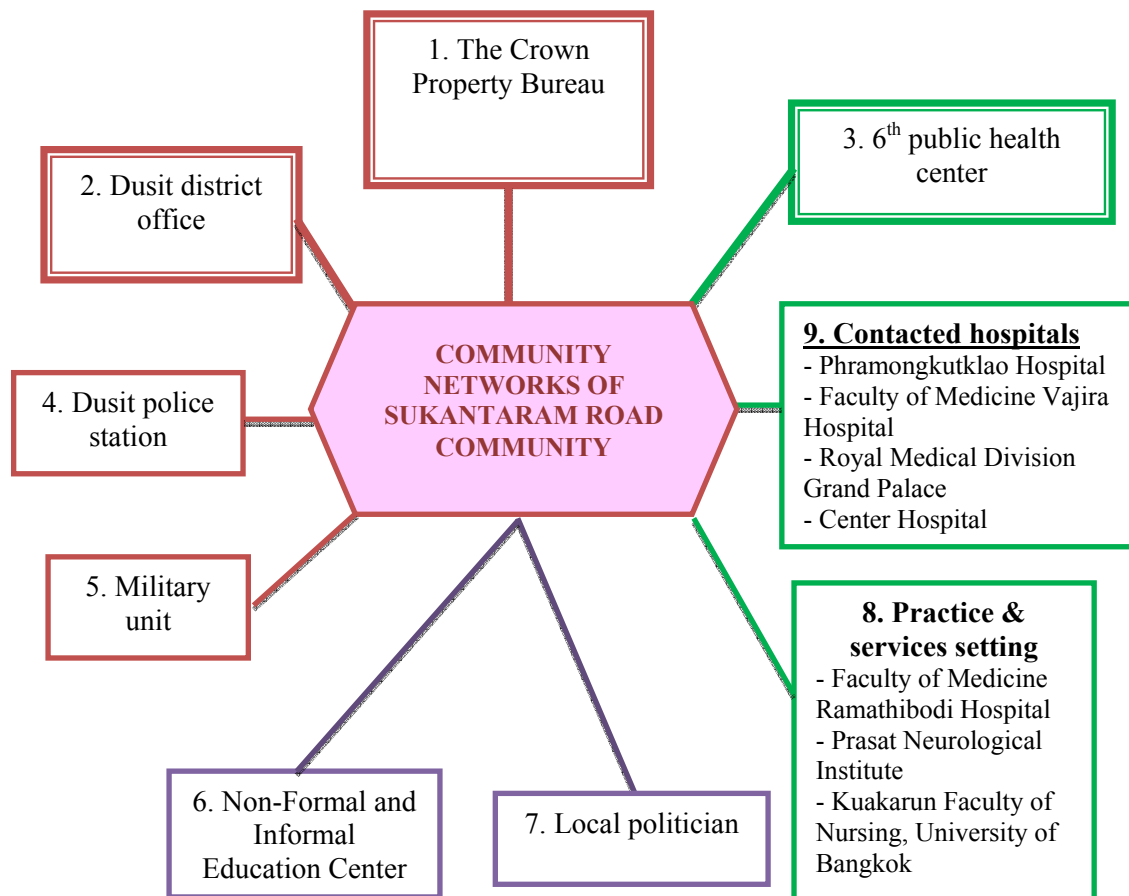 1. The Crown
Property Bureau
2. Dusit district
office
3. 6th public health
center
COMMUNITY
NETWORKS OF
SUKANTARAM ROAD
COMMUNITY
4. Dusit police
station
9. Contacted hospitals
- Phramongkutklao Hospital
- Faculty of Medicine Vajira
Hospital
- Royal Medical Division
Grand Palace
- Center Hospital
5. Military
unit
8. Practice &
services setting
- Faculty of Medicine
Ramathibodi Hospital
- Prasat Neurological
Institute
- Kuakarun Faculty of
Nursing, University of
Bangkok
6. Non-Formal and
Informal
Education Center
7. Local politician